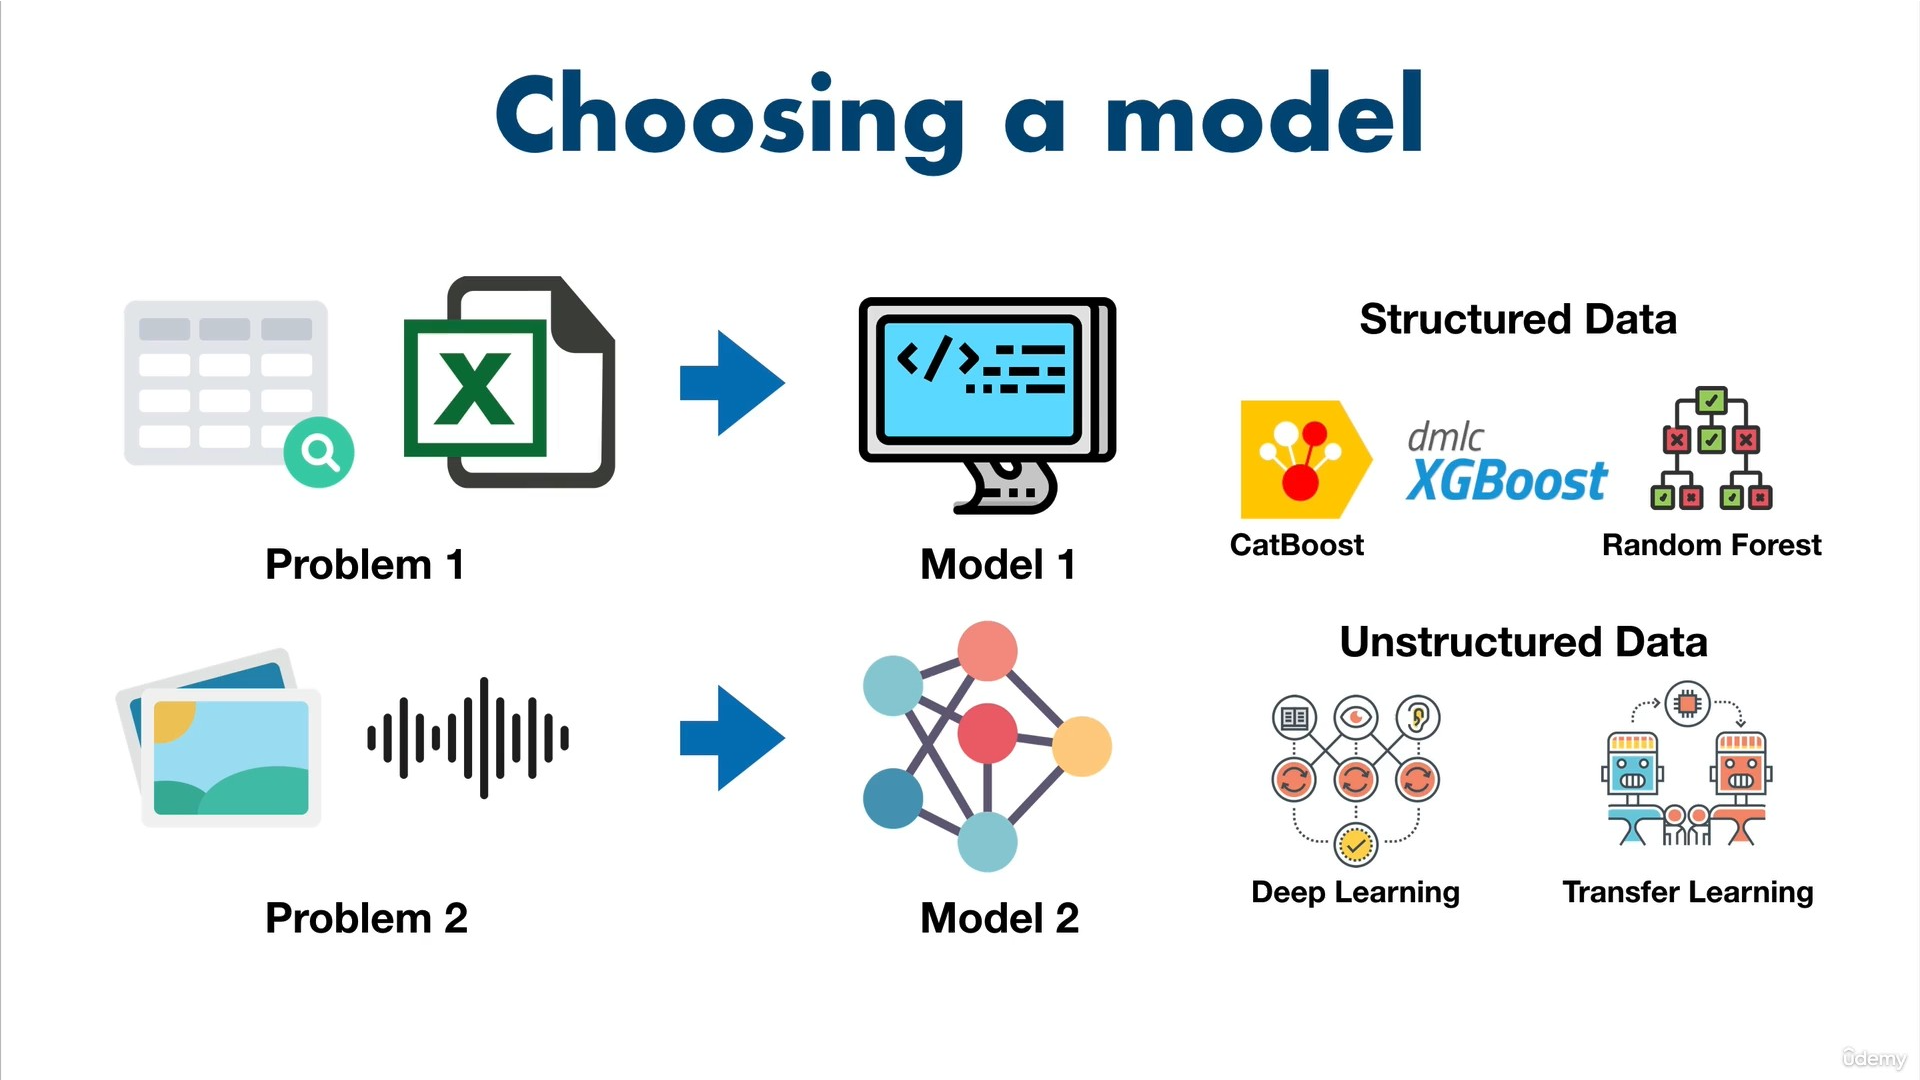 Choosing a model
X
</>
Problem 1
Model 1
Structured Data
dmlc
XGBoost
CatBoost
Random Forest
Problem 2
Model 2
Unstructured Data
Deep Learning
Transfer Learning
ûdemy